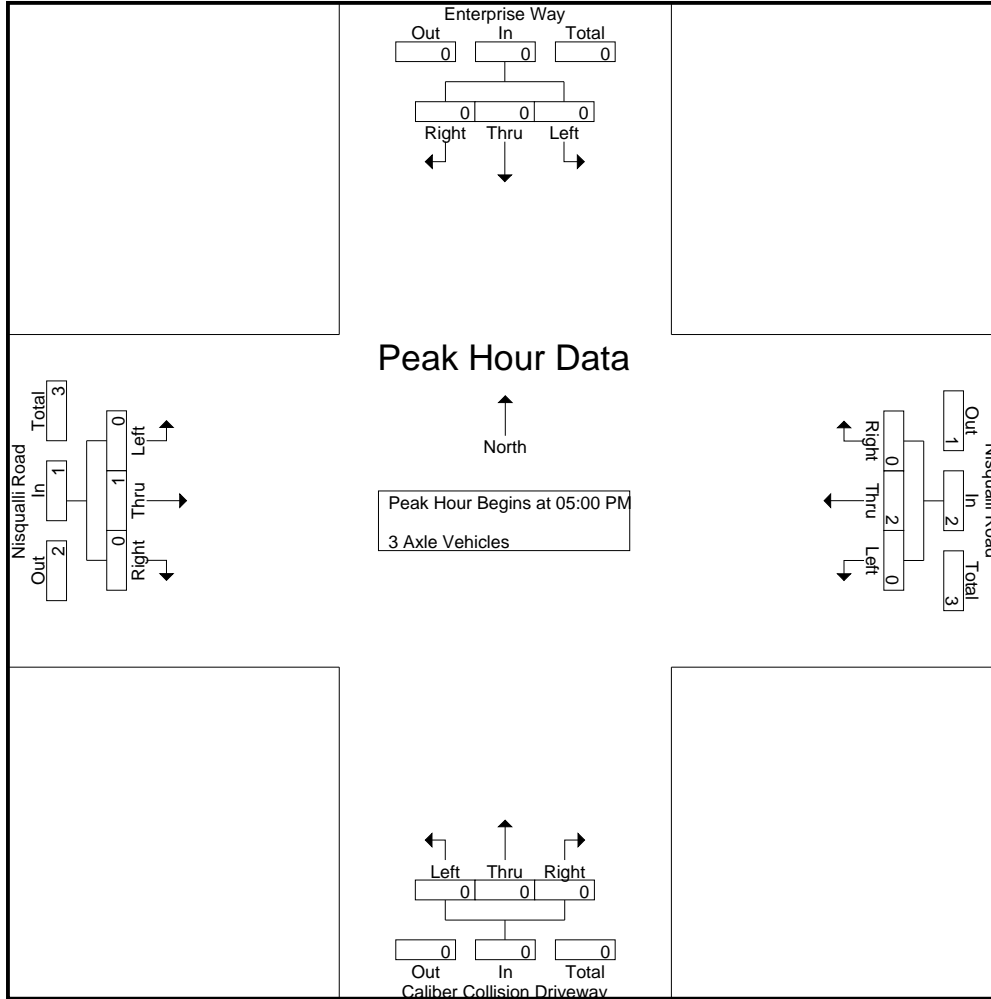 Enterprise Way
Out In Total
0 0 0
0 0 0
Right Thru Left
Peak Hour Data
North
Peak Hour Begins at 05:00 PM
3 Axle Vehicles
Nisqualli Road
Out In Total
2 1 3
Right Thru Left
0 1 0
Nisqualli Road
Out In Total
1 2 3
Right Thru Left
0 2 0
Left Thru Right
0 0 0
0 0 0
Out In Total
Caliber Collision Driveway